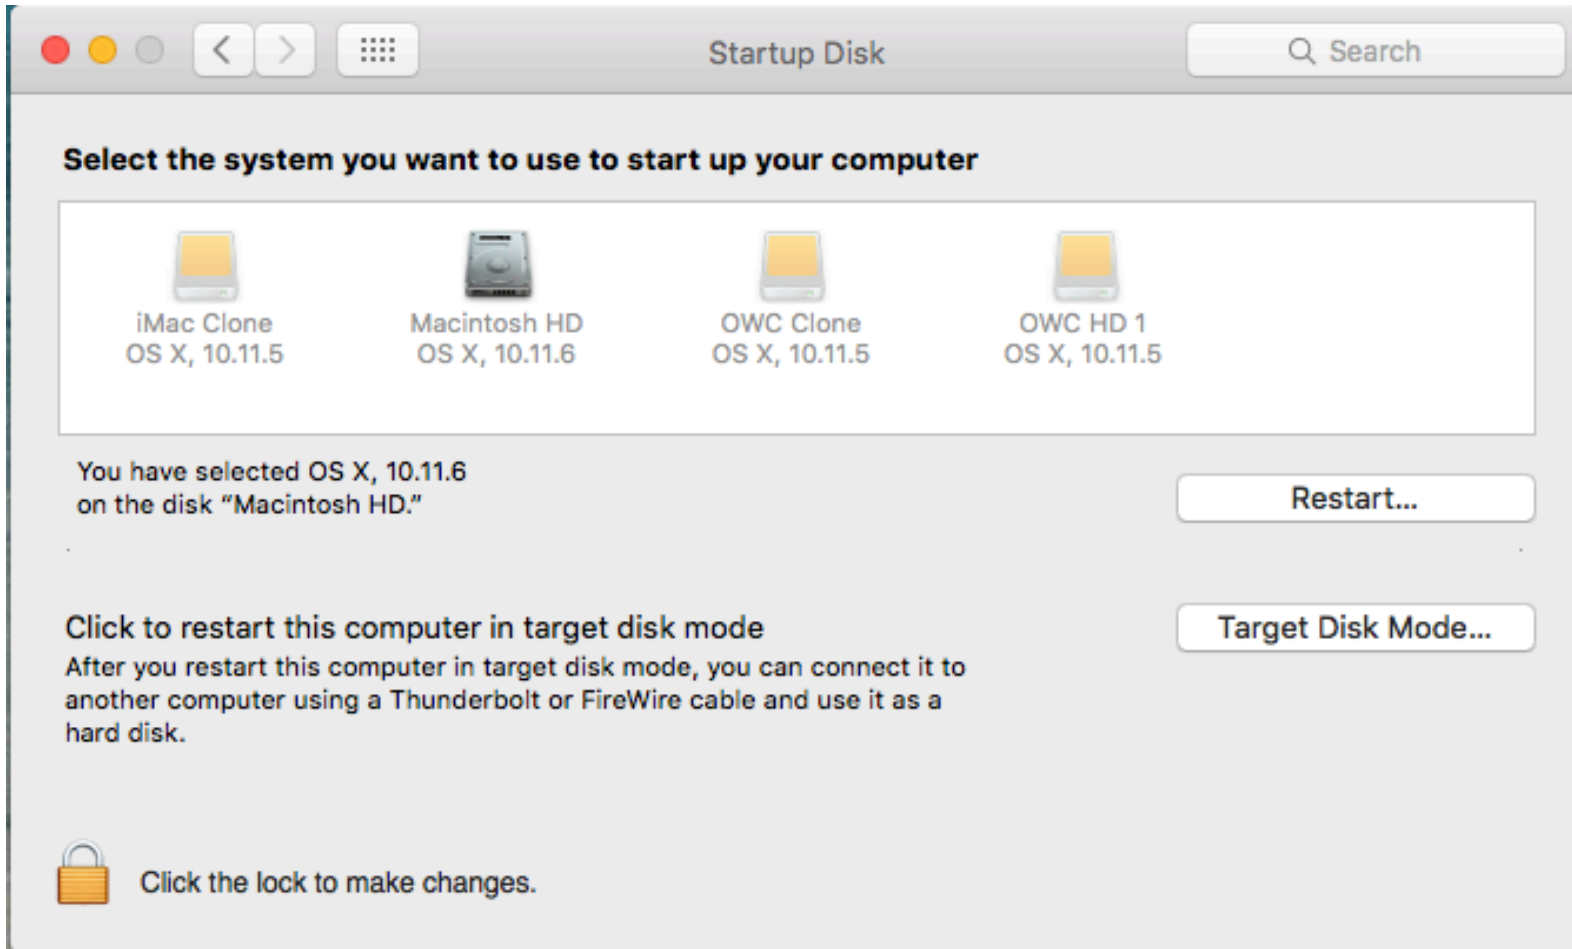 Startup Disk
Search
Select the system you want to use to start up your computer
iMac Clone
OS X, 10.11.5
Macintosh HD
OS X, 10.11.6
OWC Clone
OS X, 10.11.5
OWC HD 1
OS X, 10.11.5
You have selected OS X, 10.11.6
on the disk “Macintosh HD.”
Restart...
Click to restart this computer in target disk mode
After you restart this computer in target disk mode, you can connect it to
another computer using a Thunderbolt or FireWire cable and use it as a
hard disk.
Target Disk Mode...
Click the lock to make changes.